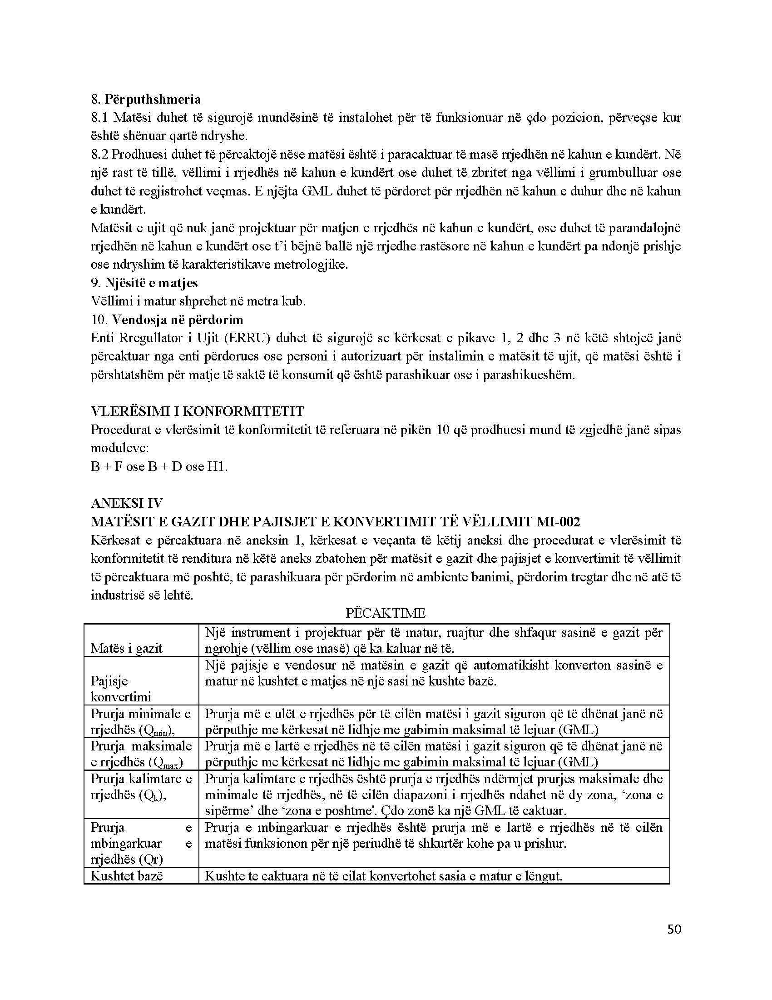 8. Përputhshmeria
8.1 Matësi duhet të sigurojë mundësinë të instalohet për të funksionuar në çdo pozicion, përveçse kur
është shënuar qartë ndryshe.
8.2 Prodhuesi duhet të përcaktojë nëse matësi është i paracaktuar të masë rrjedhën në kahun e kundërt. Në
një rast të tillë, vëllimi i rrjedhës në kahun e kundërt ose duhet të zbritet nga vëllimi i grumbulluar ose
duhet të regjistrohet veçmas. E njëjta GML duhet të përdoret për rrjedhën në kahun e duhur dhe në kahun
e kundërt.
Matësit e ujit që nuk janë projektuar për matjen e rrjedhës në kahun e kundërt, ose duhet të parandalojnë
rrjedhën në kahun e kundërt ose t’i bëjnë ballë një rrjedhe rastësore në kahun e kundërt pa ndonjë prishje
ose ndryshim të karakteristikave metrologjike.
9. Njësitë e matjes
Vëllimi i matur shprehet në metra kub.
10. Vendosja në përdorim
Enti Rregullator i Ujit (ERRU) duhet të sigurojë se kërkesat e pikave 1, 2 dhe 3 në këtë shtojcë janë
përcaktuar nga enti përdorues ose personi i autorizuart për instalimin e matësit të ujit, që matësi është i
përshtatshëm për matje të saktë të konsumit që është parashikuar ose i parashikueshëm.
VLERËSIMI I KONFORMITETIT
Procedurat e vlerësimit të konformitetit të referuara në pikën 10 që prodhuesi mund të zgjedhë janë sipas
moduleve:
B + F ose B + D ose H1.
ANEKSI IV
MATËSIT E GAZIT DHE PAJISJET E KONVERTIMIT TË VËLLIMIT MI-002
Kërkesat e përcaktuara në aneksin 1, kërkesat e veçanta të këtij aneksi dhe procedurat e vlerësimit të
konformitetit të renditura në këtë aneks zbatohen për matësit e gazit dhe pajisjet e konvertimit të vëllimit
të përcaktuara më poshtë, të parashikuara për përdorim në ambiente banimi, përdorim tregtar dhe në atë të
industrisë së lehtë.
PËCAKTIME
Matës i gazit
Një instrument i projektuar për të matur, ruajtur dhe shfaqur sasinë e gazit për
ngrohje (vëllim ose masë) që ka kaluar në të.
Pajisje
konvertimi
Një pajisje e vendosur në matësin e gazit që automatikisht konverton sasinë e
matur në kushtet e matjes në një sasi në kushte bazë.
Prurja minimale e
rrjedhës (Qmin),
Prurja më e ulët e rrjedhës për të cilën matësi i gazit siguron që të dhënat janë në
përputhje me kërkesat në lidhje me gabimin maksimal të lejuar (GML)
Prurja maksimale
e rrjedhës (Qmax)
Prurja më e lartë e rrjedhës në të cilën matësi i gazit siguron që të dhënat janë në
përputhje me kërkesat në lidhje me gabimin maksimal të lejuar (GML)
Prurja kalimtare e
rrjedhës (Qk),
Prurja kalimtare e rrjedhës është prurja e rrjedhës ndërmjet prurjes maksimale dhe
minimale të rrjedhës, në të cilën diapazoni i rrjedhës ndahet në dy zona, ‘zona e
sipërme’ dhe ‘zona e poshtme'. Çdo zonë ka një GML të caktuar.
Prurja e
mbingarkuar e
rrjedhës (Qr)
Prurja e mbingarkuar e rrjedhës është prurja më e lartë e rrjedhës në të cilën
matësi funksionon për një periudhë të shkurtër kohe pa u prishur.
Kushtet bazë
Kushte te caktuara në të cilat konvertohet sasia e matur e lëngut.
50